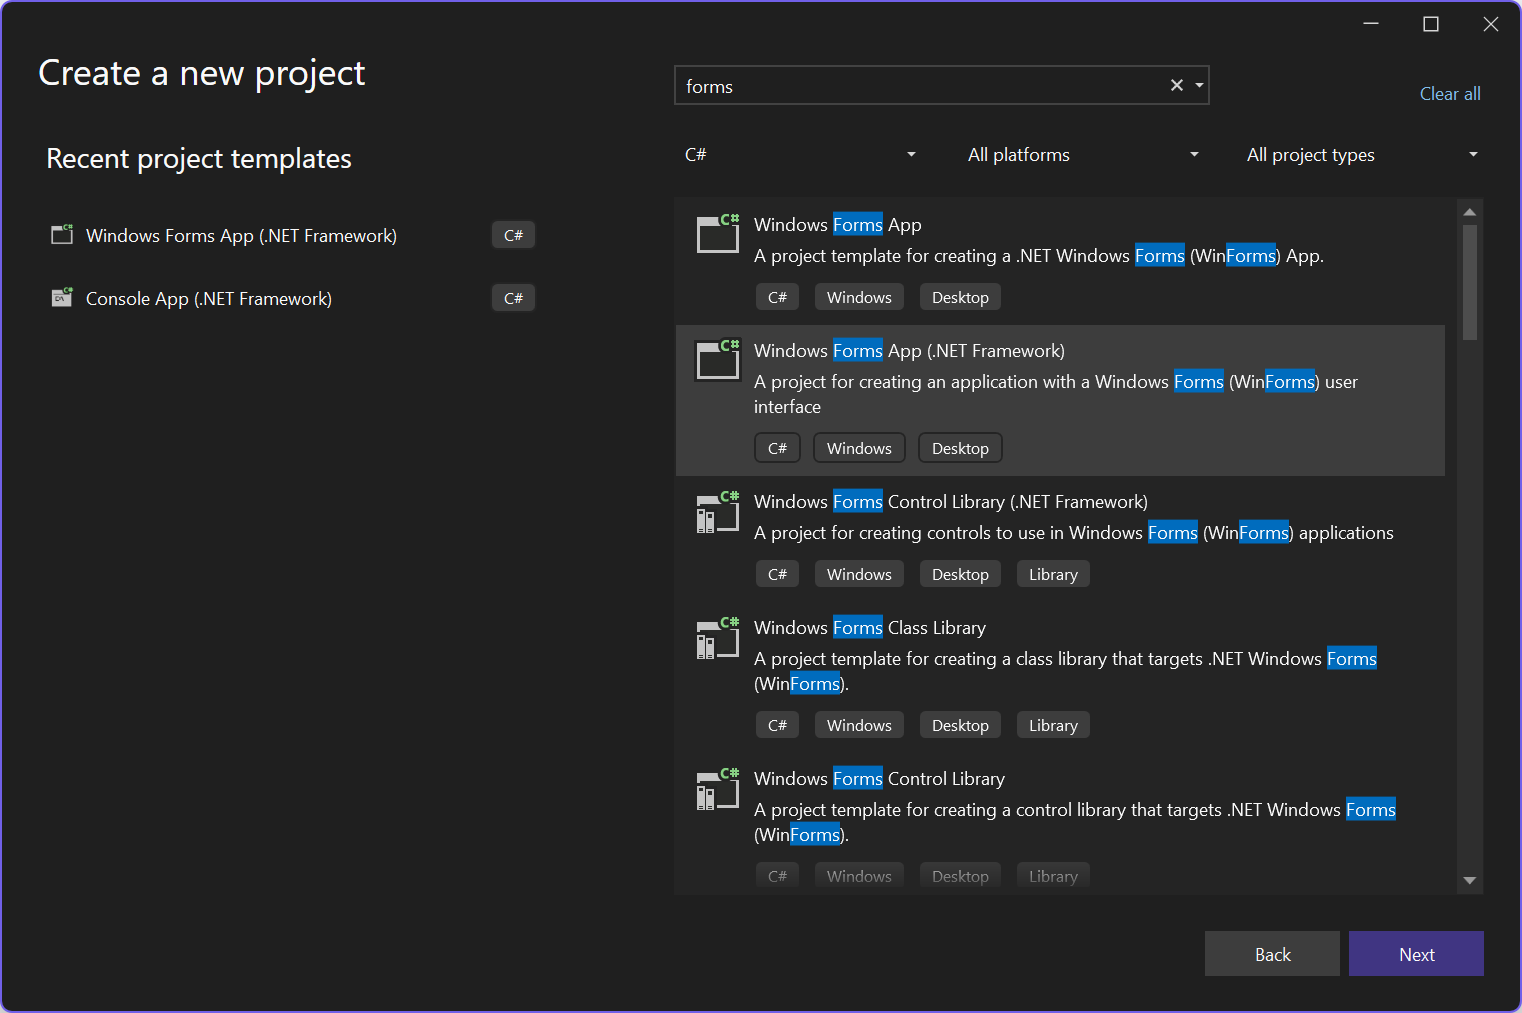 Create a new project
forms
Clear all
Recent project templates
C#
All platforms
All project types
Windows Forms App (.NET Framework)
C#
Console App (.NET Framework)
C#
Windows Forms App
A project template for creating a .NET Windows Forms (WinForms) App.
C# Windows Desktop
Windows Forms App (.NET Framework)
A project for creating an application with a Windows Forms (WinForms) user
interface
C# Windows Desktop
Windows Forms Control Library (.NET Framework)
A project for creating controls to use in Windows Forms (WinForms) applications
C# Windows Desktop Library
Windows Forms Class Library
A project template for creating a class library that targets .NET Windows Forms
(WinForms).
C# Windows Desktop Library
Windows Forms Control Library
A project template for creating a control library that targets .NET Windows Forms
(WinForms).
C# Windows Desktop Library
Back
Next